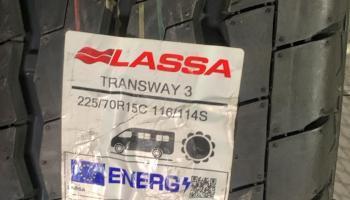 LASSA
TRANSWAY 3
225/70R15C 116/114S
ENERG